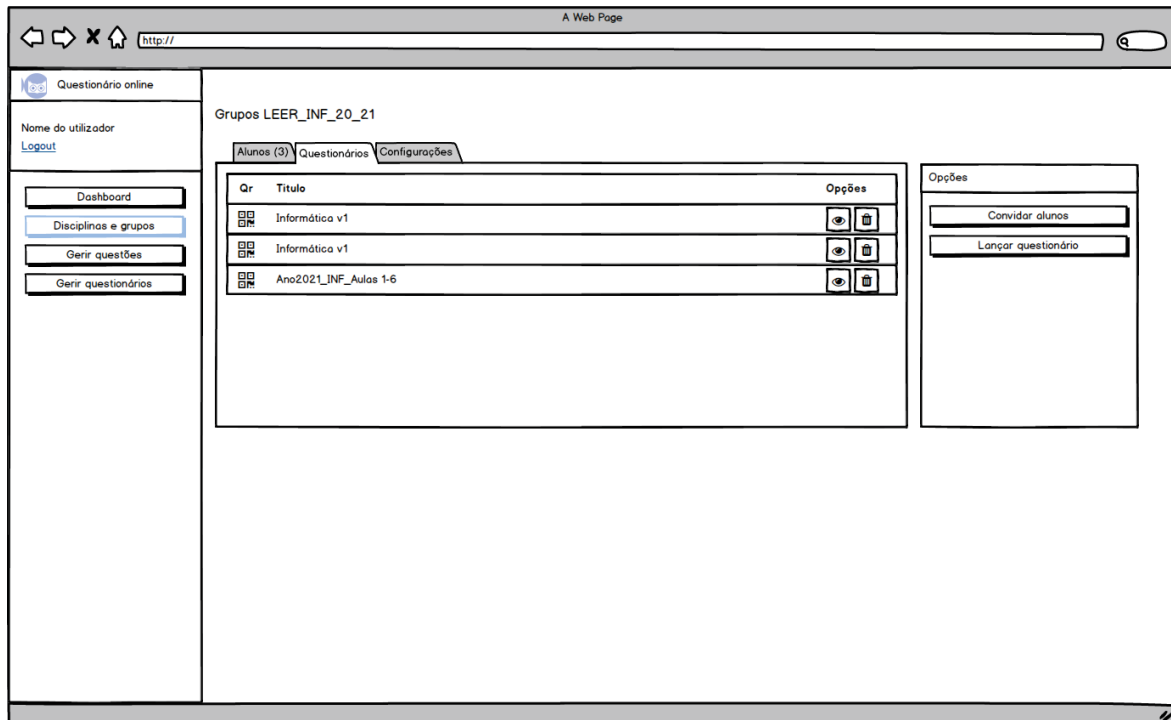 A Web Page
http://
Questionário online
Nome do utilizador
Logout
Dashboard
Disciplinas e grupos
Gerir questões
Gerir questionários
Grupos LEER_INF_20_21
Alunos (3) Questionários Configurações
Qr Titulo Opções
Informática v1
Informática v1
Ano2021_INF_Aulas 1-6
Opções
Convidar alunos
Lançar questionário